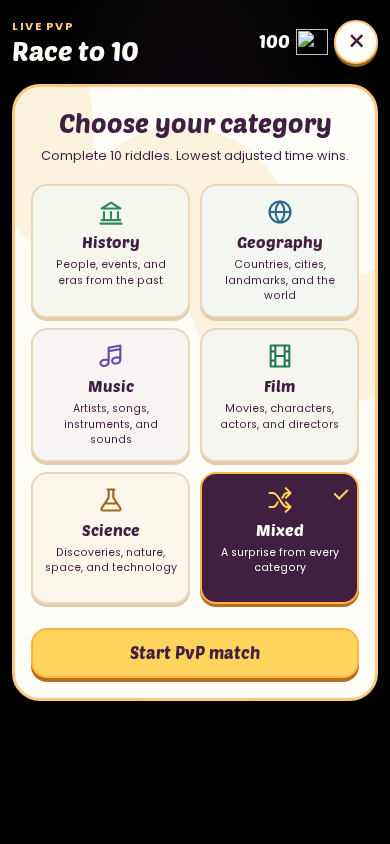 LIVE PVP
Race to 10
100
Choose your category
Complete 10 riddles. Lowest adjusted time wins.
History
People, events, and
eras from the past
Geography
Countries, cities,
landmarks, and the
world
Music
Artists, songs,
instruments, and
sounds
Film
Movies, characters,
actors, and directors
Science
Discoveries, nature,
space, and technology
Mixed
A surprise from every
category
Start PvP match